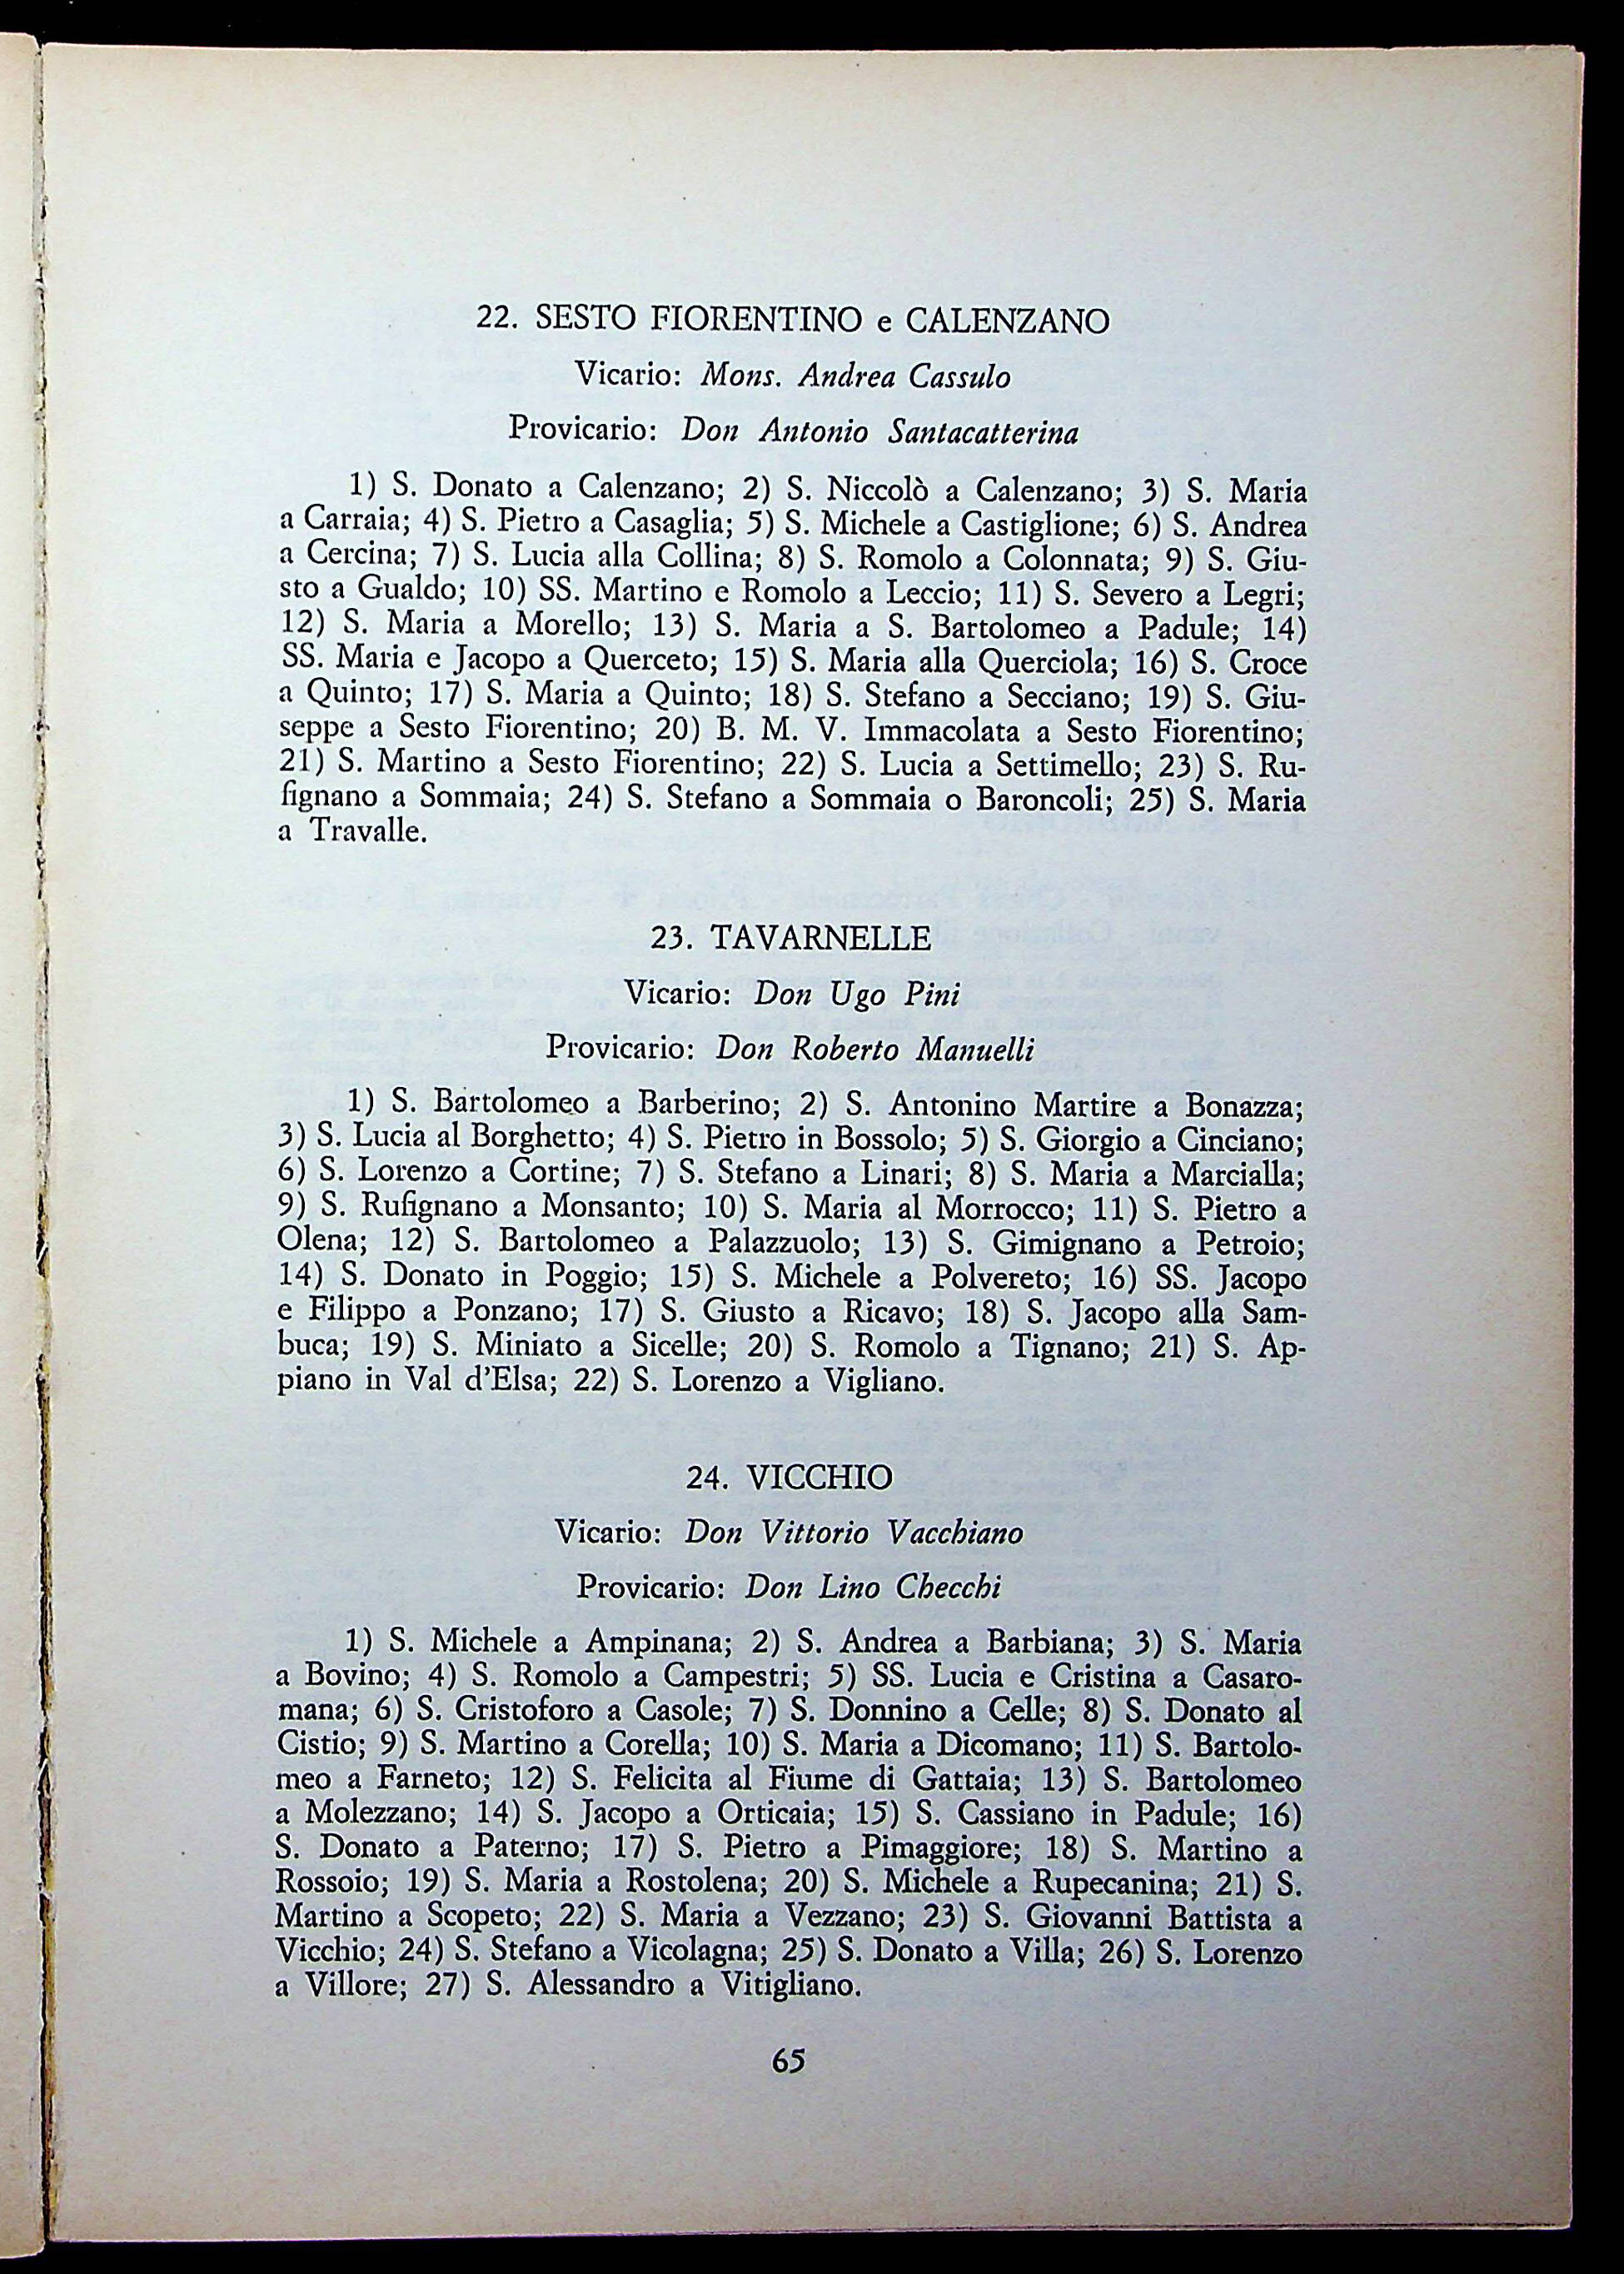 22. SESTO FIORENTINO e CALENZANO
Vicario: Mons. Andrea Cassulo
Provicario: Don Antonio Santacatterina
1) S. Donato a Calenzano; 2) S. Niccolò a Calenzano; 3) S. Maria
a Carraia; 4) S. Pietro a Casaglia; 5) S. Michele a Castiglione; 6) S. Andrea
a Cercina; 7) S. Lucia alla Collina; 8) S. Romolo a Colonnata; 9) S. Giu-
sto a Gualdo; 10) SS. Martino e Romolo a Leccio; 11) S. Severo a Legri;
12) S. Maria a Morello; 13) S. Maria a S. Bartolomeo a Padule; 14)
SS. Maria e Jacopo a Querceto; 15) S. Maria alla Querciola; 16) S. Croce
a Quinto; 17) S. Maria a Quinto; 18) S. Stefano a Secciano; 19) S. Giu-
seppe a Sesto Fiorentino; 20) B. M. V. Immacolata a Sesto Fiorentino;
21) S. Martino a Sesto Fiorentino; 22) S. Lucia a Settimello; 23) S. Ru-
fignano a Sommaia; 24) S. Stefano a Sommaia o Baroncoli; 25) S. Maria
a Travalle.
23. TAVARNELLE
Vicario: Don Ugo Pini
Provicario: Don Roberto Manuelli
1) S. Bartolomeo a Barberino; 2) S. Antonino Martire a Bonazza;
3) S. Lucia al Borghetto; 4) S. Pietro in Bossolo; 5) S. Giorgio a Cinciano;
6) S. Lorenzo a Cortine; 7) S. Stefano a Linari; 8) S. Maria a Marcialla;
9) S. Rufignano a Monsanto; 10) S. Maria al Morrocco; 11) S. Pietro a
Olena; 12) S. Bartolomeo a Palazzuolo; 13) S. Gimignano a Petroio;
14) S. Donato in Poggio; 15) S. Michele a Polvereto; 16) SS. Jacopo
e Filippo a Ponzano; 17) S. Giusto a Ricavo; 18) S. Jacopo alla Sam-
buca; 19) S. Miniato a Sicelle; 20) S. Romolo a Tignano; 21) S. Ap-
piano in Val d'Elsa; 22) S. Lorenzo a Vigliano.
24. VICCHIO
Vicario: Don Vittorio Vacchiano
Provicario: Don Lino Checchi
1) S. Michele a Ampinana; 2) S. Andrea a Barbiana; 3) S. Maria
a Bovino; 4) S. Romolo a Campestri; 5) SS. Lucia e Cristina a Casaro-
mana; 6) S. Cristoforo a Casole; 7) S. Donnino a Celle; 8) S. Donato al
Cistio; 9) S. Martino a Corella; 10) S. Maria a Dicomano; 11) S. Bartolo-
meo a Farneto; 12) S. Felicita al Fiume di Gattaia; 13) S. Bartolomeo
a Molezzano; 14) S. Jacopo a Orticaia; 15) S. Cassiano in Padule; 16)
S. Donato a Paterno; 17) S. Pietro a Pimaggiore; 18) S. Martino a
Rossoio; 19) S. Maria a Rostolena; 20) S. Michele a Rupecanina; 21) S.
Martino a Scopeto; 22) S. Maria a Vezzano; 23) S. Giovanni Battista a
Vicchio; 24) S. Stefano a Vicolagna; 25) S. Donato a Villa; 26) S. Lorenzo
a Villore; 27) S. Alessandro a Vitigliano.
65